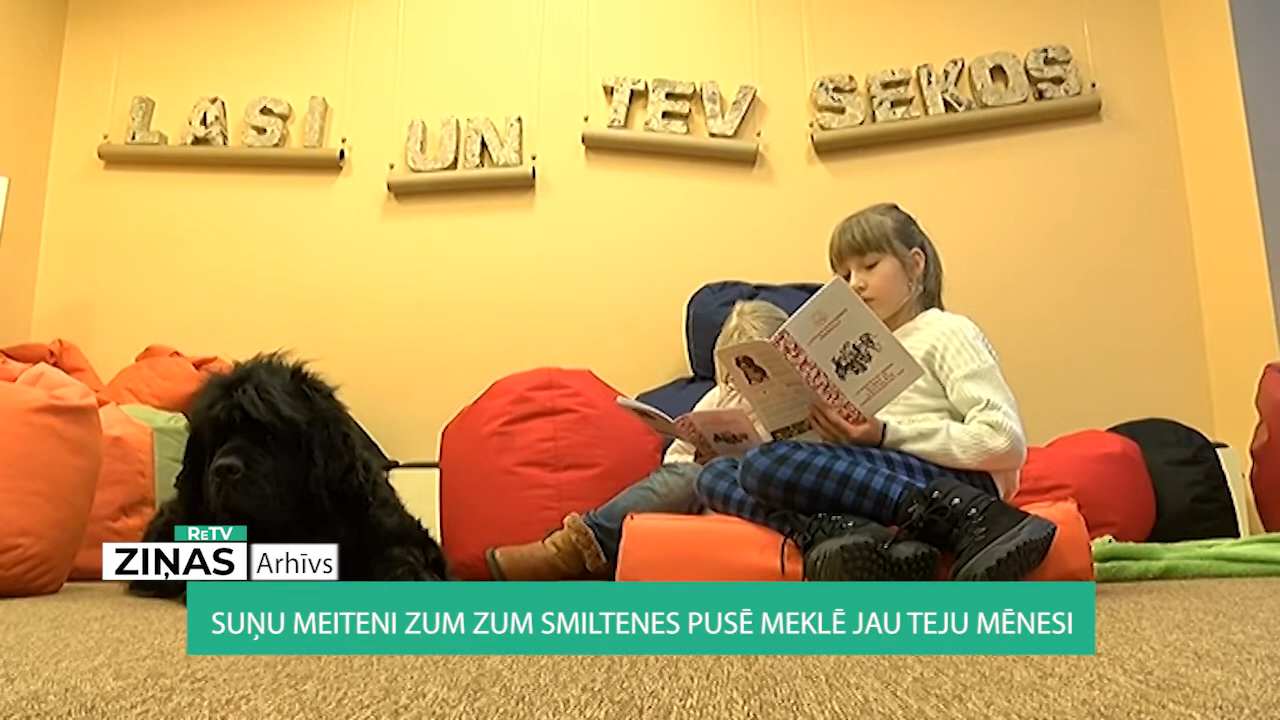 LASI UN TEV SEKOS
ReTV
ZIŅAS Arhīvs
SUŅU MEITENI ZUM ZUM SMILTENES PUSĒ MEKLĒ JAU TEJU MĒNESI